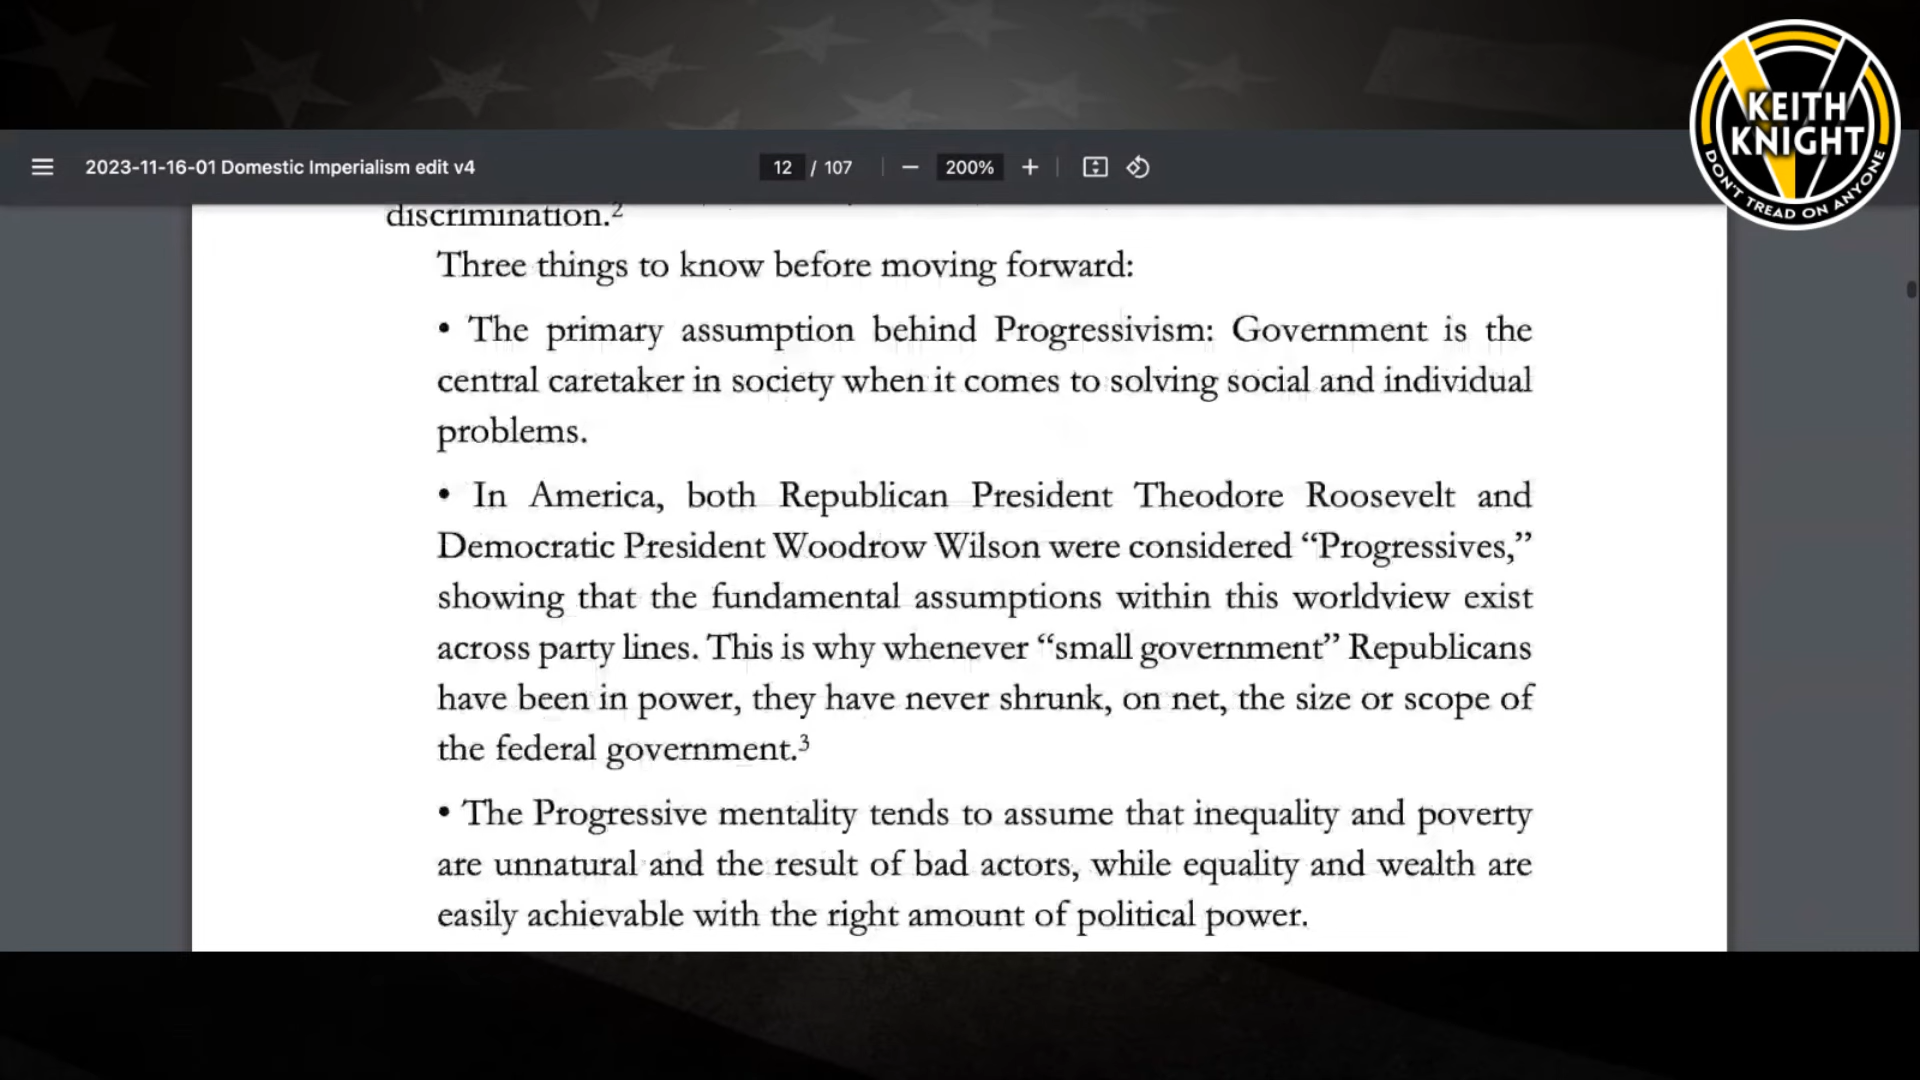 KEITH
KNIGHT
DON'T TREAD ON ANYONE
2023-11-16-01 Domestic Imperialism edit v4
12 / 107
200%
discrimination.²
Three things to know before moving forward:
• The primary assumption behind Progressivism: Government is the
central caretaker in society when it comes to solving social and individual
problems.
• In America, both Republican President Theodore Roosevelt and
Democratic President Woodrow Wilson were considered “Progressives,”
showing that the fundamental assumptions within this worldview exist
across party lines. This is why whenever “small government” Republicans
have been in power, they have never shrunk, on net, the size or scope of
the federal government.³
• The Progressive mentality tends to assume that inequality and poverty
are unnatural and the result of bad actors, while equality and wealth are
easily achievable with the right amount of political power.